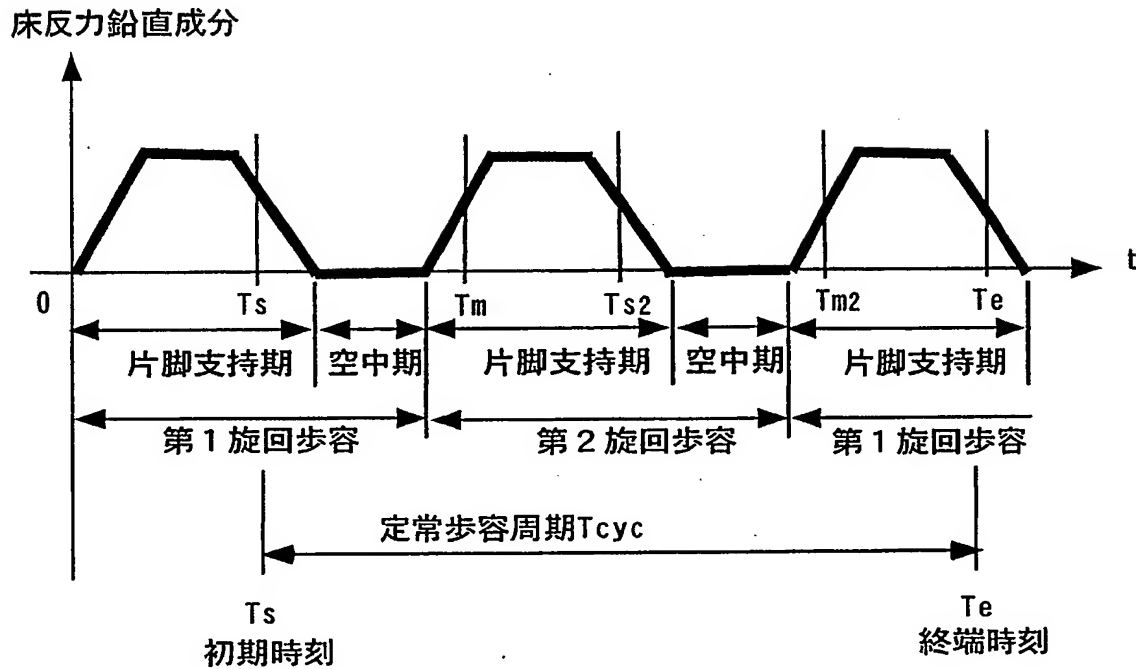 床反力鉛直成分
t
0
Ts
Tm
Ts2
Tm2
Te
片脚支持期
空中期
片脚支持期
空中期
片脚支持期
第1旋回歩容
第2旋回歩容
第1旋回歩容
定常歩容周期Tcyc
Ts
初期時刻
Te
終端時刻